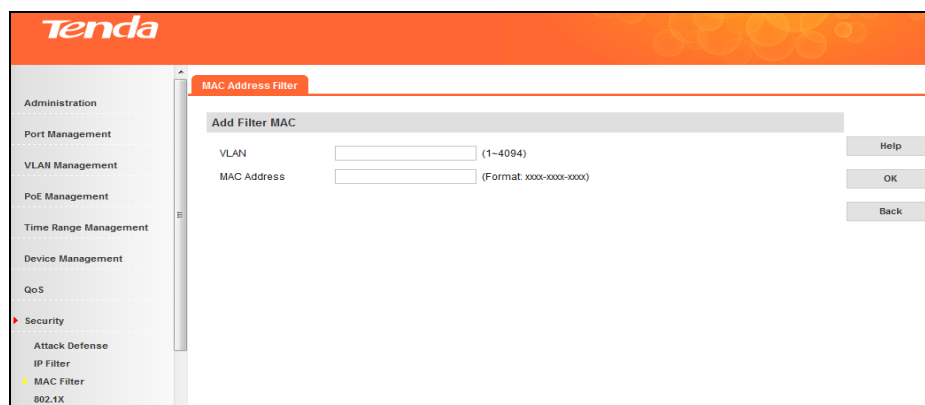 Tenda
MAC Address Filter
Administration
Port Management
VLAN Management
PoE Management
Time Range Management
Device Management
QoS
Security
Attack Defense
IP Filter
MAC Filter
802.1X
Add Filter MAC
VLAN (1~4094)
MAC Address (Format: xxxx-xxxx-xxxx)
Help
OK
Back